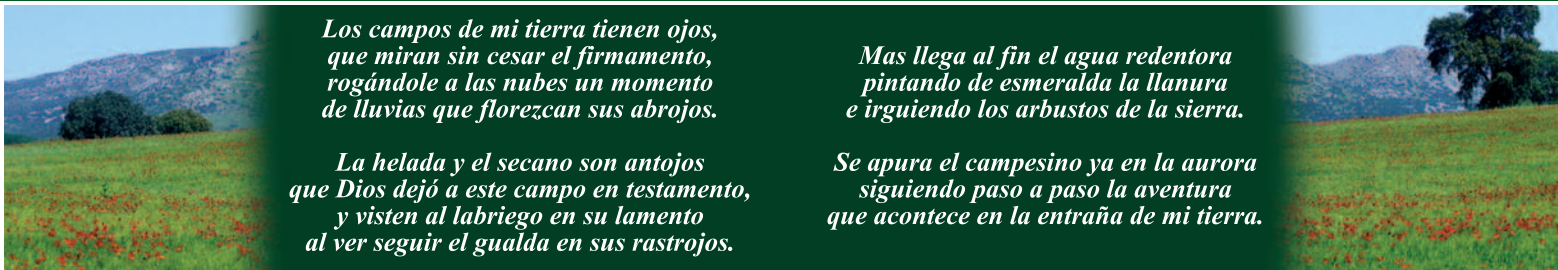 Los campos de mi tierra tienen ojos,
que miran sin cesar el firmamento,
rogándole a las nubes un momento
de lluvias que florezcan sus abrojos.
La helada y el secano son antojos
que Dios dejó a este campo en testamento,
y visten al labriego en su lamento
al ver seguir el gualda en sus rastrojos.
Mas llega al fin el agua redentora
pintando de esmeralda la llanura
e irguiendo los arbustos de la sierra.
Se apura el campesino ya en la aurora
siguiendo paso a paso la aventura
que acontece en la entraña de mi tierra.